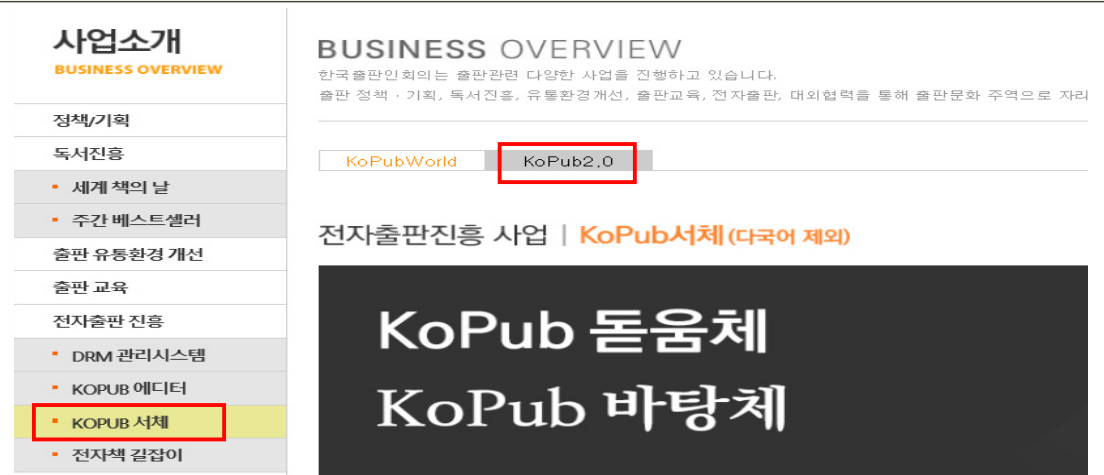 사업소개
BUSINESS OVERVIEW
정책/기획
독서진흥
세계 책의 날
주간 베스트셀러
출판 유통환경 개선
출판 교육
전자출판 진흥
DRM 관리시스템
KOPUB 에디터
KOPUB 서체
전자책 길잡이
BUSINESS OVERVIEW
한국출판인회의는 출판관련 다양한 사업을 진행하고 있습니다.
출판 정책 · 기획, 독서진흥, 유통환경개선, 출판교육, 전자출판, 대외협력을 통해 출판문화 주역으로 자리
KoPubWorld
KoPub2.0
전자출판진흥 사업 | KoPub서체 (다국어 제외)
KoPub 돋움체
KoPub 바탕체